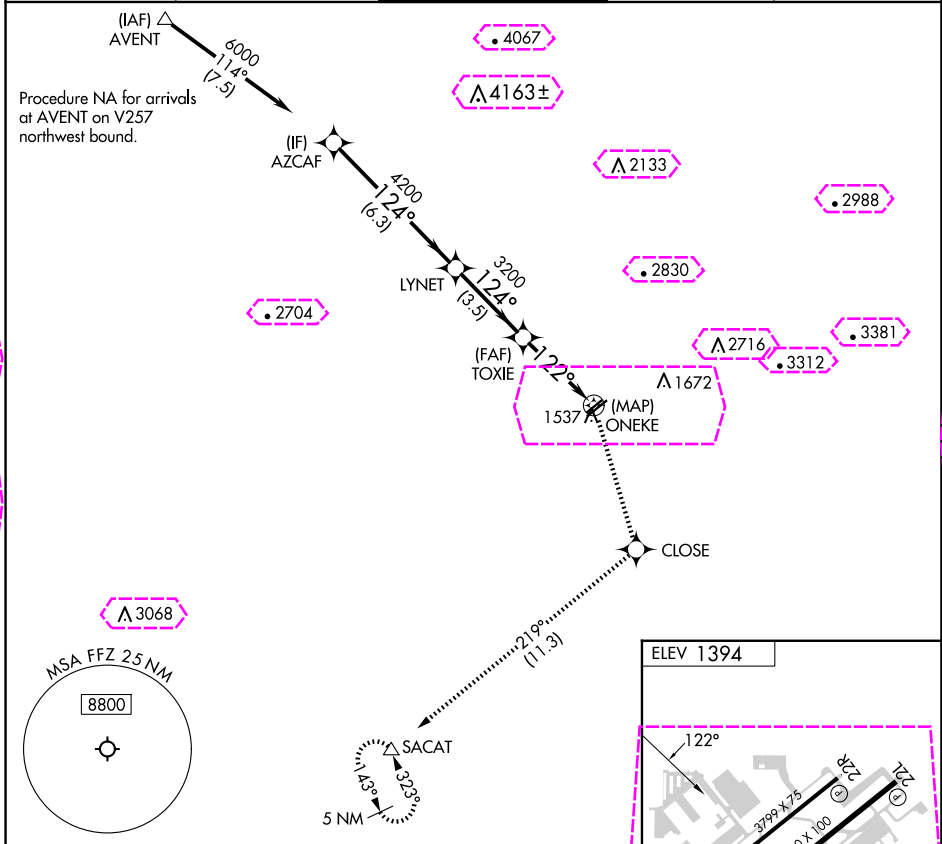 (IAF)
AVENT
6000
114°
(7.5)
4067
4163±
Procedure NA for arrivals
at AVENT on V257
northwest bound.
(IF)
AZCAF
2133
4200
124°
(6.3)
2988
LYNET
3200
124°
(3.5)
2830
2704
(FAF)
TOXIE
122°
2716
3381
3312
1672
1537
(MAP)
ONEKE
CLOSE
3068
219°
(11.3)
MSA FFZ 25 NM
8800
SACAT
143°
323°
5 NM
ELEV 1394
122°
22R
22L
3799 X 75
0 X 100